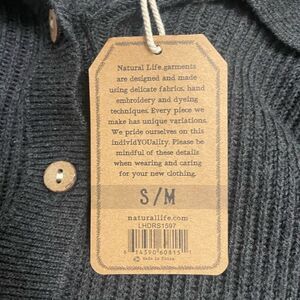 Natural Life garments
are designed and made
using delicate fabrics, hand
embroidery and dyeing
techniques. Every piece we
make has unique variations.
We pride ourselves on this
individYOUality. Please be
mindful of these details
when wearing and caring
for your new clothing.
S/M
naturallife.com
LHDRS1597
Made in China